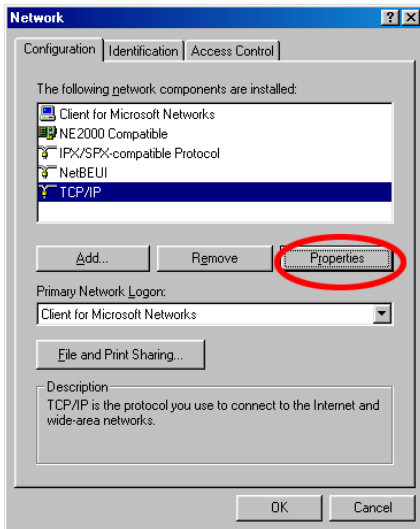 Network
Configuration Identification Access Control
The following network components are installed:
Client for Microsoft Networks
NE2000 Compatible
IPX/SPX-compatible Protocol
NetBEUI
TCP/IP
Add... Remove Properties
Primary Network Logon:
Client for Microsoft Networks
File and Print Sharing...
Description
TCP/IP is the protocol you use to connect to the Internet and
wide-area networks.
OK Cancel